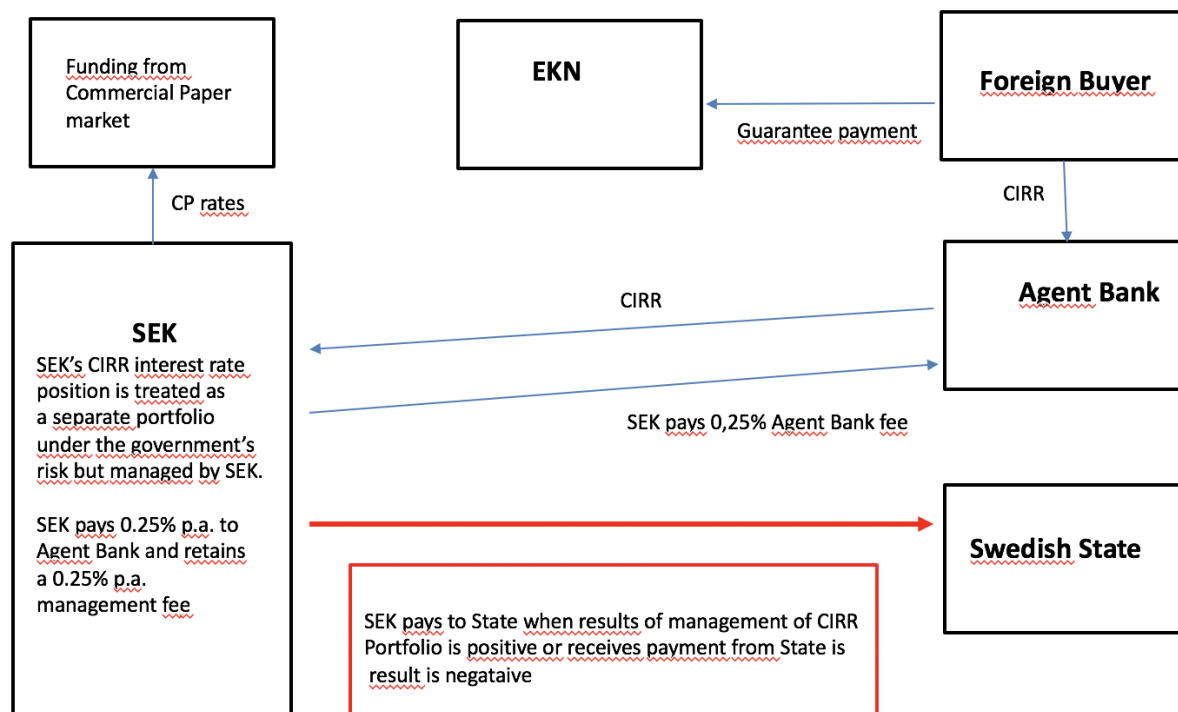 Funding from
Commercial Paper
market
EKN
Foreign Buyer
Guarantee payment
CP rates
CIRR
SEK
SEK’s CIRR interest rate
position is treated as
a separate portfolio
under the government’s
risk but managed by SEK.
SEK pays 0.25% p.a. to
Agent Bank and retains
a 0.25% p.a.
management fee
CIRR
Agent Bank
SEK pays 0,25% Agent Bank fee
Swedish State
SEK pays to State when results of management of CIRR
Portfolio is positive or receives payment from State is
result is negataive